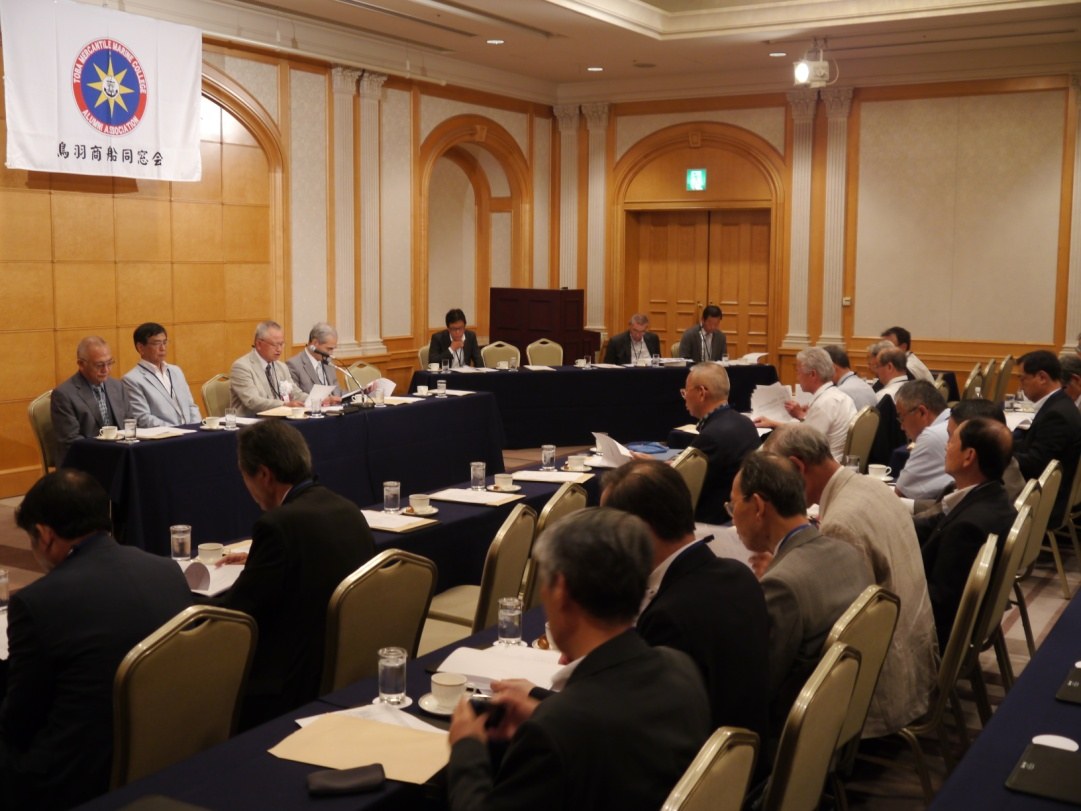 TOBA MERCANTILE MARINE COLLEGE
ALUMNI ASSOCIATION
鳥羽商船同窓会